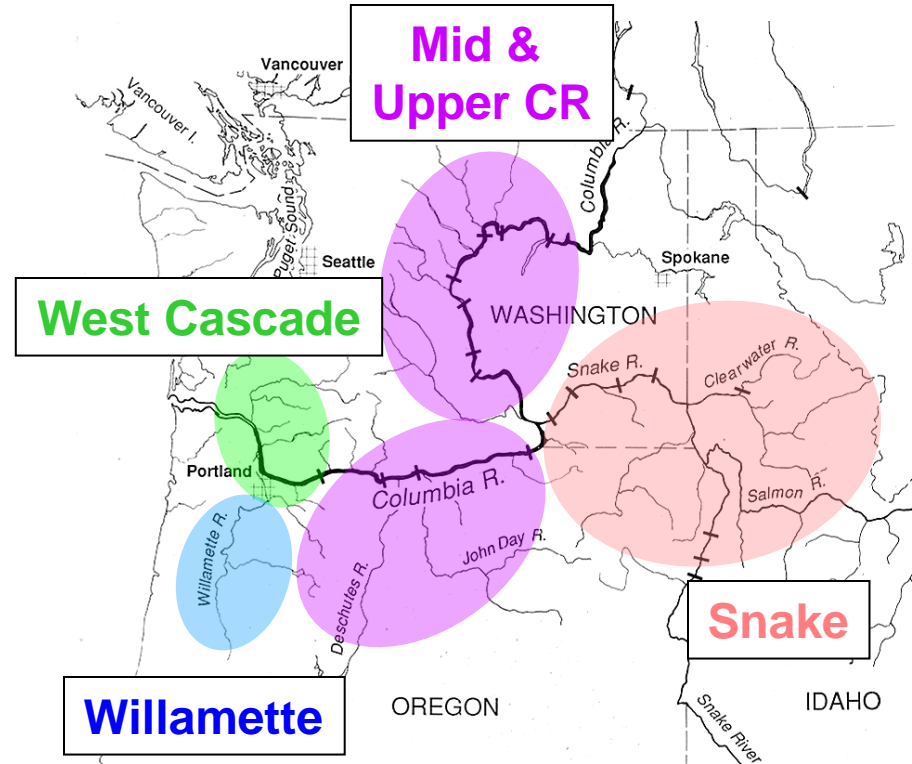 Mid &
Upper CR
Vancouver
Vancouver I.
Columbia R.
Puget Sound
Seattle
Spokane
West Cascade
WASHINGTON
Snake R.
Clearwater R.
Portland
Columbia R.
Salmon R.
Willamette R.
John Day R.
Deschutes R.
Snake
Willamette
OREGON
IDAHO
Snake River